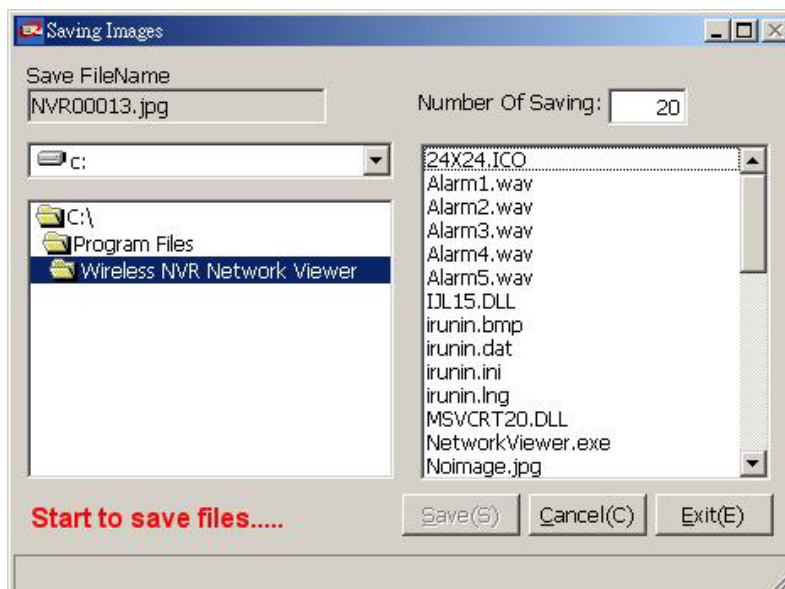 Saving Images
Save FileName
NVR00013.jpg
Number Of Saving: 20
c:
C:\
Program Files
Wireless NVR Network Viewer
24X24.ICO
Alarm1.wav
Alarm2.wav
Alarm3.wav
Alarm4.wav
Alarm5.wav
IJL15.DLL
irunin.bmp
irunin.dat
irunin.ini
irunin.lng
MSVCRT20.DLL
NetworkViewer.exe
Noimage.jpg
Start to save files.....
Save(S)
Cancel(C)
Exit(E)